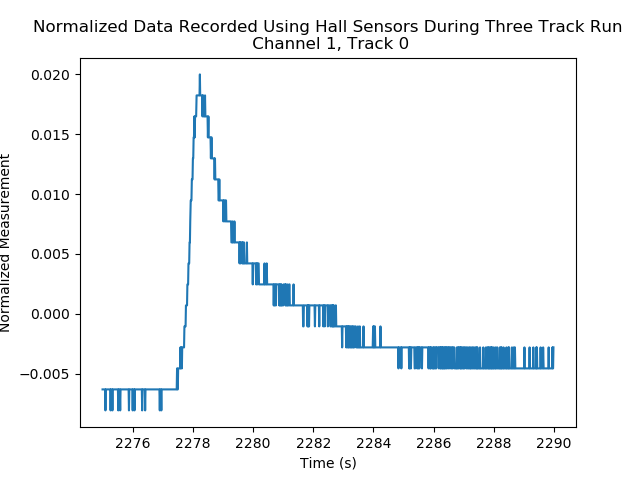 Normalized Data Recorded Using Hall Sensors During Three Track Run
Channel 1, Track 0
0.020
0.015
0.010
0.005
0.000
−0.005
Normalized Measurement
2276 2278 2280 2282 2284 2286 2288 2290
Time (s)